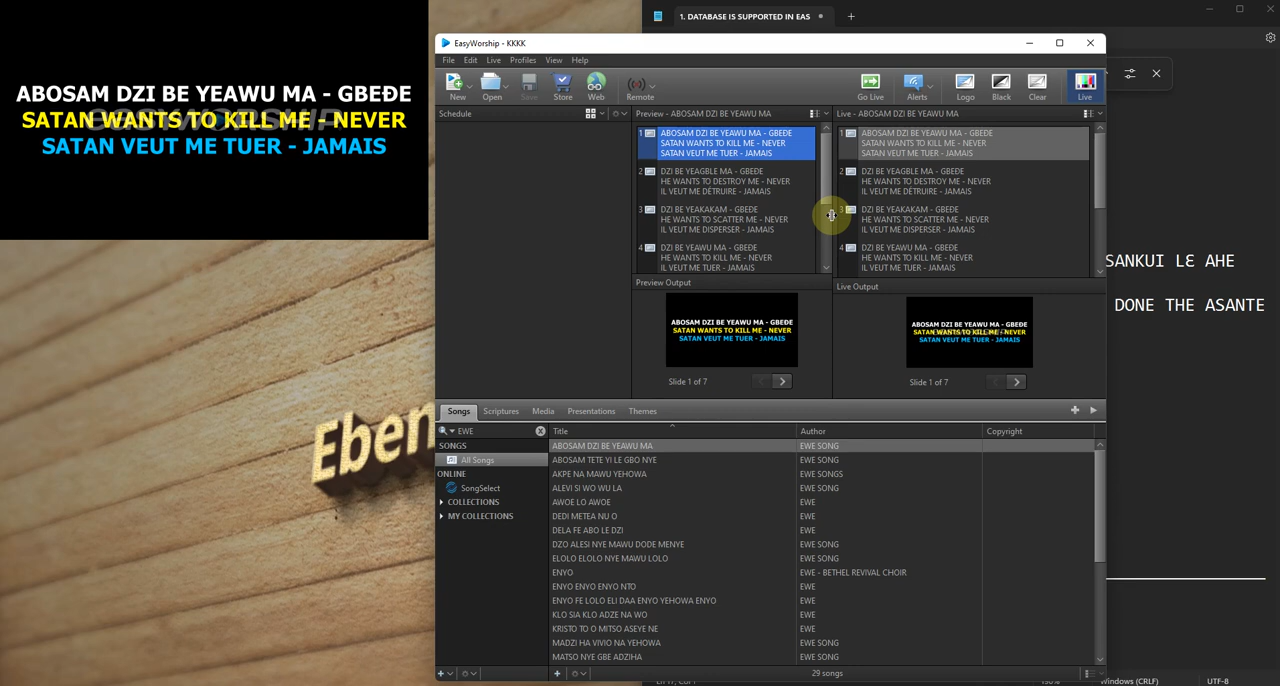 ABOSAM DZI BE YEAWU MA - GBEÐE
SATAN WANTS TO KILL ME - NEVER
SATAN VEUT ME TUER - JAMAIS
EASYWORSHIP
Eben
1. DATABASE IS SUPPORTED IN EAS
SANKUI LƐ AHE
DONE THE ASANTE
Windows (CRLF)
UTF-8
EasyWorship - KKKK
File Edit Live Profiles View Help
New Open Save Store Web Remote Go Live Alerts Logo Black Clear Live
Schedule
Preview - ABOSAM DZI BE YEAWU MA
1 ABOSAM DZI BE YEAWU MA - GBEÐE
SATAN WANTS TO KILL ME - NEVER
SATAN VEUT ME TUER - JAMAIS
2 DZI BE YEAGBLE MA - GBEÐE
HE WANTS TO DESTROY ME - NEVER
IL VEUT ME DÉTRUIRE - JAMAIS
3 DZI BE YEAKAKAM - GBEÐE
HE WANTS TO SCATTER ME - NEVER
IL VEUT ME DISPERSER - JAMAIS
4 DZI BE YEAWU MA - GBEÐE
HE WANTS TO KILL ME - NEVER
IL VEUT ME TUER - JAMAIS
Preview Output
ABOSAM DZI BE YEAWU MA - GBEÐE
SATAN WANTS TO KILL ME - NEVER
SATAN VEUT ME TUER - JAMAIS
Slide 1 of 7
Live - ABOSAM DZI BE YEAWU MA
1 ABOSAM DZI BE YEAWU MA - GBEÐE
SATAN WANTS TO KILL ME - NEVER
SATAN VEUT ME TUER - JAMAIS
2 DZI BE YEAGBLE MA - GBEÐE
HE WANTS TO DESTROY ME - NEVER
IL VEUT ME DÉTRUIRE - JAMAIS
3 DZI BE YEAKAKAM - GBEÐE
HE WANTS TO SCATTER ME - NEVER
IL VEUT ME DISPERSER - JAMAIS
4 DZI BE YEAWU MA - GBEÐE
HE WANTS TO KILL ME - NEVER
IL VEUT ME TUER - JAMAIS
Live Output
ABOSAM DZI BE YEAWU MA - GBEÐE
SATAN WANTS TO KILL ME - NEVER
SATAN VEUT ME TUER - JAMAIS
Slide 1 of 7
Songs Scriptures Media Presentations Themes
EWE
SONGS
All Songs
ONLINE
SongSelect
COLLECTIONS
MY COLLECTIONS
Title Author Copyright
ABOSAM DZI BE YEAWU MA EWE SONG
ABOSAM TETE YI LE GBO NYE EWE SONG
AKPE NA MAWU YEHOWA EWE SONGS
ALEVI SI WO WU LA EWE SONG
AWOE LO AWOE EWE
DEDI METEA NU O EWE
DELA FE ABO LE DZI EWE
DZO ALESI NYE MAWU DODE MENYE EWE SONG
ELOLO ELOLO NYE MAWU LOLO EWE SONG
ENYO EWE - BETHEL REVIVAL CHOIR
ENYO ENYO ENYO NTO EWE
ENYO FE LOLO ELI DAA ENYO YEHOWA ENYO EWE
KLO SIA KLO ADZE NA WO EWE
KRISTO TO O MITSO ASEYE NE EWE
MADZI HA VIVIO NA YEHOWA EWE SONG
MATSO NYE GBE ADZIHA EWE SONG
29 songs